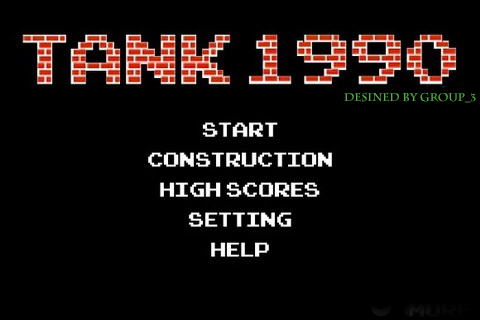 TANK 1990
DESINED BY GROUP_3
START
CONSTRUCTION
HIGH SCORES
SETTING
HELP